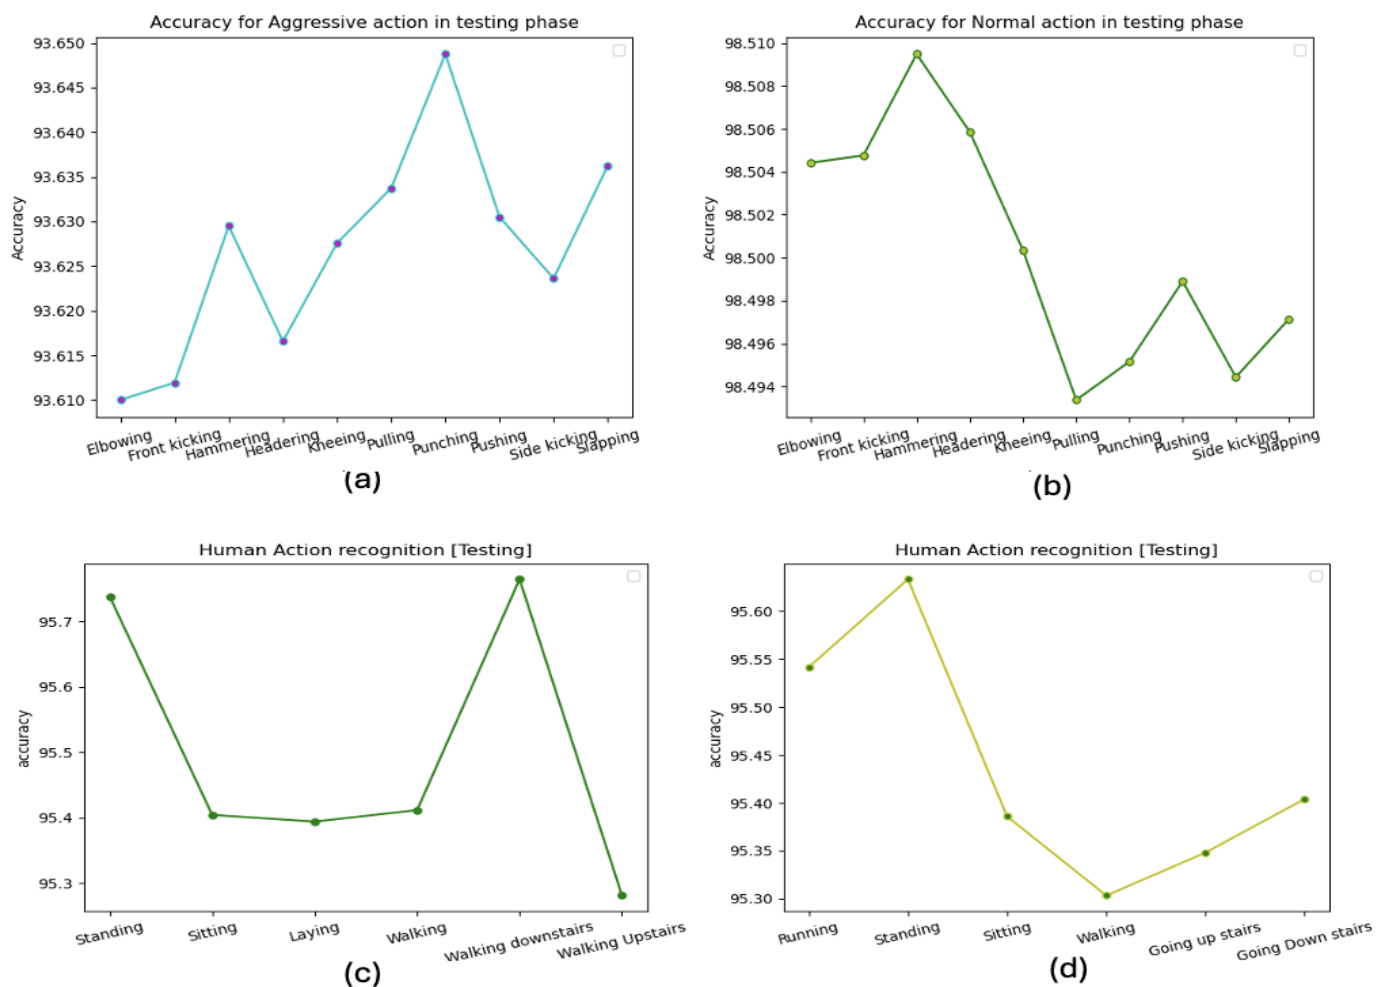 Accuracy for Aggressive action in testing phase
93.650
93.645
93.640
93.635
93.630
93.625
93.620
93.615
93.610
Accuracy
Elbowing Front kicking Hammering Headering Kheeing Pulling Punching Pushing Side kicking Slapping
(a)
Accuracy for Normal action in testing phase
98.510
98.508
98.506
98.504
98.502
98.500
98.498
98.496
98.494
Accuracy
Elbowing Front kicking Hammering Headering Kheeing Pulling Punching Pushing Side kicking Slapping
(b)
Human Action recognition [Testing]
95.7
95.6
95.5
95.4
95.3
accuracy
Standing Sitting Laying Walking Walking downstairs Walking Upstairs
(c)
Human Action recognition [Testing]
95.60
95.55
95.50
95.45
95.40
95.35
95.30
accuracy
Running Standing Sitting Walking Going up stairs Going Down stairs
(d)